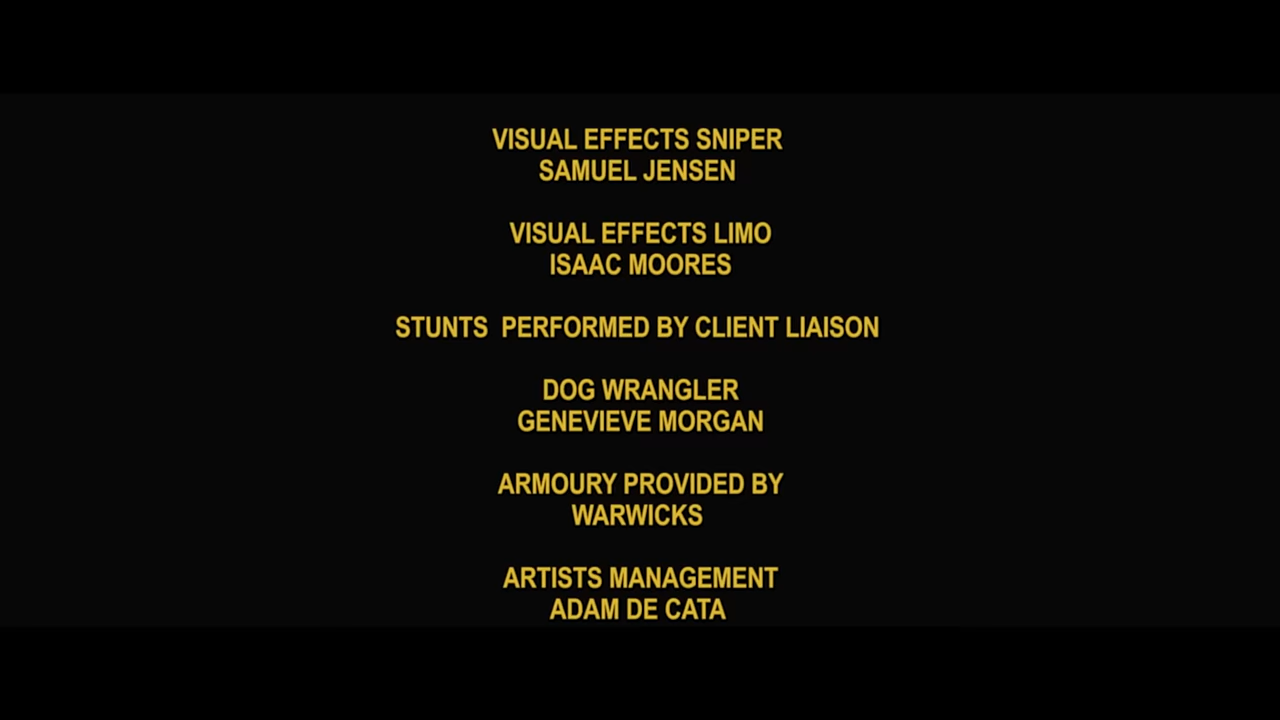 VISUAL EFFECTS SNIPER
SAMUEL JENSEN
VISUAL EFFECTS LIMO
ISAAC MOORES
STUNTS  PERFORMED BY CLIENT LIAISON
DOG WRANGLER
GENEVIEVE MORGAN
ARMOURY PROVIDED BY
WARWICKS
ARTISTS MANAGEMENT
ADAM DE CATA